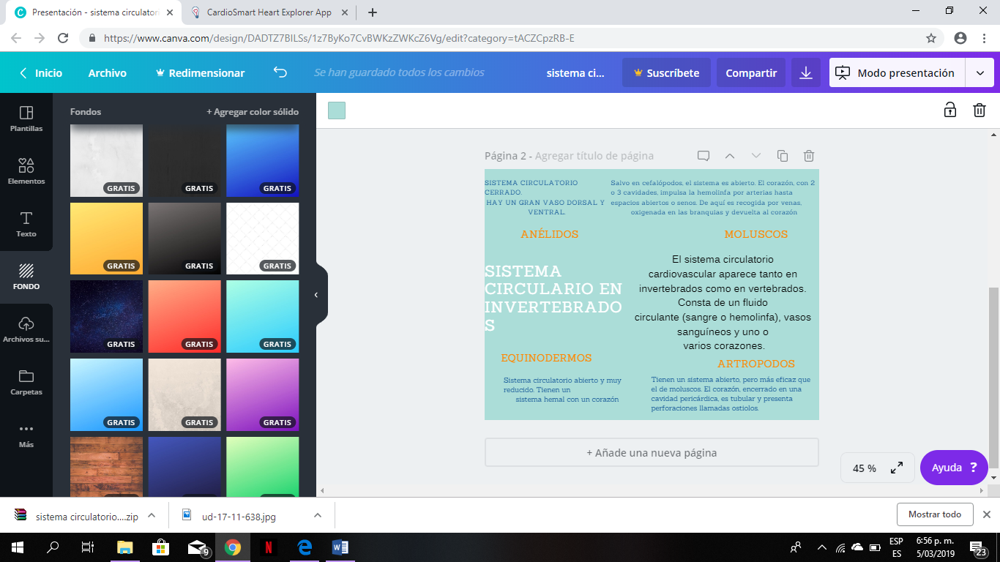 Presentación - sistema circulatori
CardioSmart Heart Explorer App
https://www.canva.com/design/DADTZ7BILSs/1z7ByKo7CvBWKzZWKcZ6Vg/edit?category=tACZCpzRB-E
Inicio
Archivo
Redimensionar
Se han guardado todos los cambios
sistema ci...
Suscríbete
Compartir
Modo presentación
Plantillas
Elementos
Texto
FONDO
Archivos su...
Carpetas
Más
Fondos
+ Agregar color sólido
GRATIS
GRATIS
GRATIS
GRATIS
GRATIS
GRATIS
GRATIS
GRATIS
GRATIS
GRATIS
GRATIS
GRATIS
Página 2 - Agregar título de página
SISTEMA CIRCULATORIO
CERRADO.
HAY UN GRAN VASO DORSAL Y
VENTRAL.
Salvo en cefalópodos, el sistema es abierto. El corazón, con 2
o 3 cavidades, impulsa la hemolinfa por arterias hasta
espacios abiertos o senos. De aquí es recogida por venas,
oxigenada en las branquias y devuelta al corazón
ANÉLIDOS
MOLUSCOS
SISTEMA
CIRCULARIO EN
INVERTEBRADO
S
El sistema circulatorio
cardiovascular aparece tanto en
invertebrados como en vertebrados.
Consta de un fluido
circulante (sangre o hemolinfa), vasos
sanguíneos y uno o
varios corazones.
EQUINODERMOS
Sistema circulatorio abierto y muy
reducido. Tienen un
sistema hemal con un corazón
ARTROPODOS
Tienen un sistema abierto, pero más eficaz que
el de moluscos. El corazón, encerrado en una
cavidad pericárdica, es tubular y presenta
perforaciones llamadas ostiolos.
+ Añade una nueva página
45 %
Ayuda ?
sistema circulatorio....zip
ud-17-11-638.jpg
Mostrar todo
9
ESP
ES
6:56 p. m.
5/03/2019
23